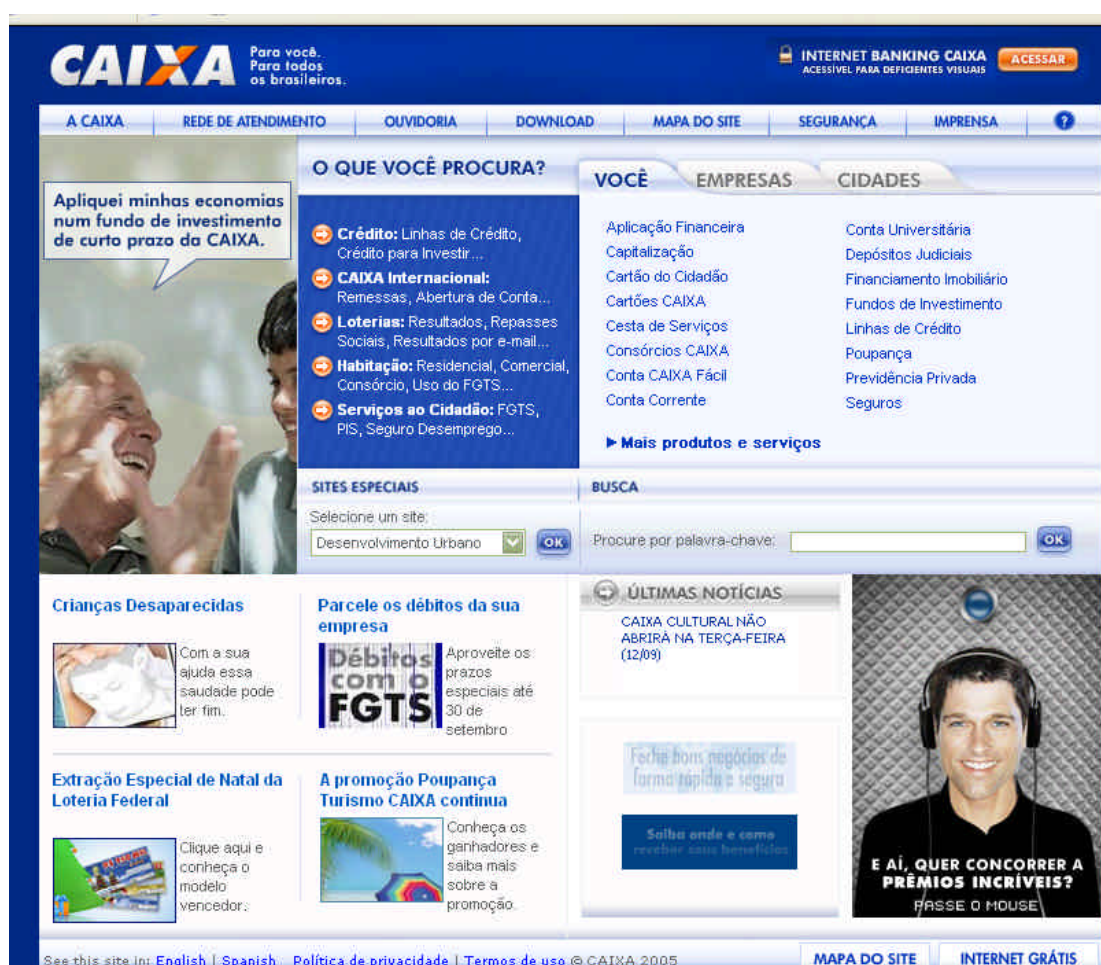 CAIXA
Para você.
Para todos
os brasileiros.
INTERNET BANKING CAIXA
ACESSÍVEL PARA DEFICIENTES VISUAIS
ACESSAR
A CAIXA
REDE DE ATENDIMENTO
OUVIDORIA
DOWNLOAD
MAPA DO SITE
SEGURANÇA
IMPRENSA
?
Apliquei minhas economias
num fundo de investimento
de curto prazo da CAIXA.
O QUE VOCÊ PROCURA?
Crédito: Linhas de Crédito,
Crédito para Investir...
CAIXA Internacional:
Remessas, Abertura de Conta...
Loterias: Resultados, Repasses
Sociais, Resultados por e-mail...
Habitação: Residencial, Comercial,
Consórcio, Uso do FGTS...
Serviços ao Cidadão: FGTS,
PIS, Seguro Desemprego...
VOCÊ
EMPRESAS
CIDADES
Aplicação Financeira
Capitalização
Cartão do Cidadão
Cartões CAIXA
Cesta de Serviços
Consórcios CAIXA
Conta CAIXA Fácil
Conta Corrente
Conta Universitária
Depósitos Judiciais
Financiamento Imobiliário
Fundos de Investimento
Linhas de Crédito
Poupança
Previdência Privada
Seguros
Mais produtos e serviços
SITES ESPECIAIS
Selecione um site:
Desenvolvimento Urbano
OK
BUSCA
Procure por palavra-chave:
OK
Crianças Desaparecidas
Com a sua
ajuda essa
saudade pode
ter fim.
Parcele os débitos da sua
empresa
Débitos
com o
FGTS
Aproveite os
prazos
especiais até
30 de
setembro
Extração Especial de Natal da
Loteria Federal
Clique aqui e
conheça o
modelo
vencedor.
A promoção Poupança
Turismo CAIXA continua
Conheça os
ganhadores e
saiba mais
sobre a
promoção.
ÚLTIMAS NOTÍCIAS
CAIXA CULTURAL NÃO
ABRIRÁ NA TERÇA-FEIRA
(12/09)
Feche bons negócios de
forma rápida e segura
Saiba onde e como
receber seus benefícios
E AÍ, QUER CONCORRER A
PRÊMIOS INCRÍVEIS?
PASSE O MOUSE
See this site in: English | Spanish Política de privacidade | Termos de uso © CAIXA 2005
MAPA DO SITE
INTERNET GRÁTIS